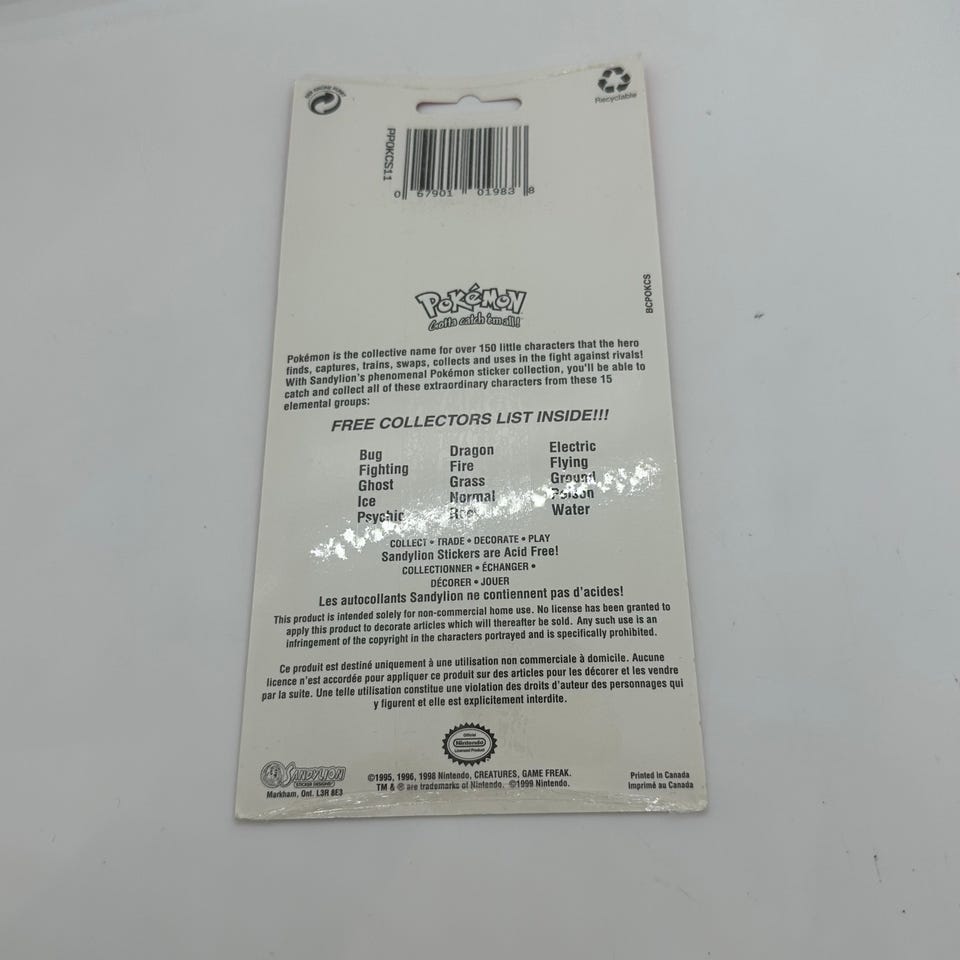 Recyclable
PPOKCS11
0 67901 01983 8
BCPOKCS
POKéMON
Gotta catch 'em all!
Pokémon is the collective name for over 150 little characters that the hero
finds, captures, trains, swaps, collects and uses in the fight against rivals!
With Sandylion's phenomenal Pokémon sticker collection, you'll be able to
catch and collect all of these extraordinary characters from these 15
elemental groups:
FREE COLLECTORS LIST INSIDE!!!
Bug Dragon Electric
Fighting Fire Flying
Ghost Grass Ground
Ice Normal Poison
Psychic Water
COLLECT • TRADE • DECORATE • PLAY
Sandylion Stickers are Acid Free!
COLLECTIONNER • ÉCHANGER •
DÉCORER • JOUER
Les autocollants Sandylion ne contiennent pas d'acides!
This product is intended solely for non-commercial home use. No license has been granted to
apply this product to decorate articles which will thereafter be sold. Any such use is an
infringement of the copyright in the characters portrayed and is specifically prohibited.
Ce produit est destiné uniquement à une utilisation non commerciale à domicile. Aucune
licence n'est accordée pour appliquer ce produit sur des articles pour les décorer et les vendre
par la suite. Une telle utilisation constitue une violation des droits d'auteur des personnages qui
y figurent et elle est explicitement interdite.
Official
Nintendo
Licensed Product
SANDYLION
STICKER DESIGNS
Markham, Ont. L3R 8E3
©1995, 1996, 1998 Nintendo, CREATURES, GAME FREAK.
TM & ® are trademarks of Nintendo. ©1999 Nintendo.
Printed in Canada
Imprimé au Canada